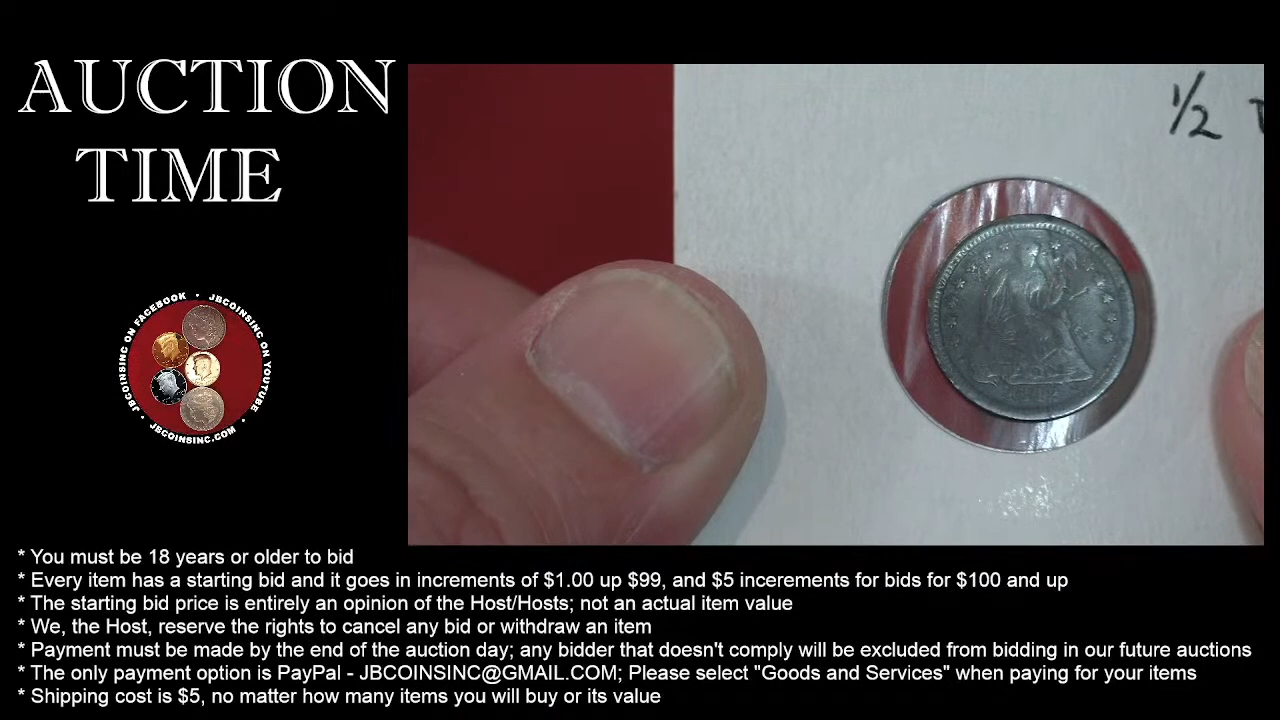 AUCTION
TIME
1/2
JBCOINSINC ON FACEBOOK • JBCOINSINC ON YOUTUBE • JBCOINSINC.COM •
* You must be 18 years or older to bid
* Every item has a starting bid and it goes in increments of $1.00 up $99, and $5 incerements for bids for $100 and up
* The starting bid price is entirely an opinion of the Host/Hosts; not an actual item value
* We, the Host, reserve the rights to cancel any bid or withdraw an item
* Payment must be made by the end of the auction day; any bidder that doesn't comply will be excluded from bidding in our future auctions
* The only payment option is PayPal - JBCOINSINC@GMAIL.COM; Please select "Goods and Services" when paying for your items
* Shipping cost is $5, no matter how many items you will buy or its value